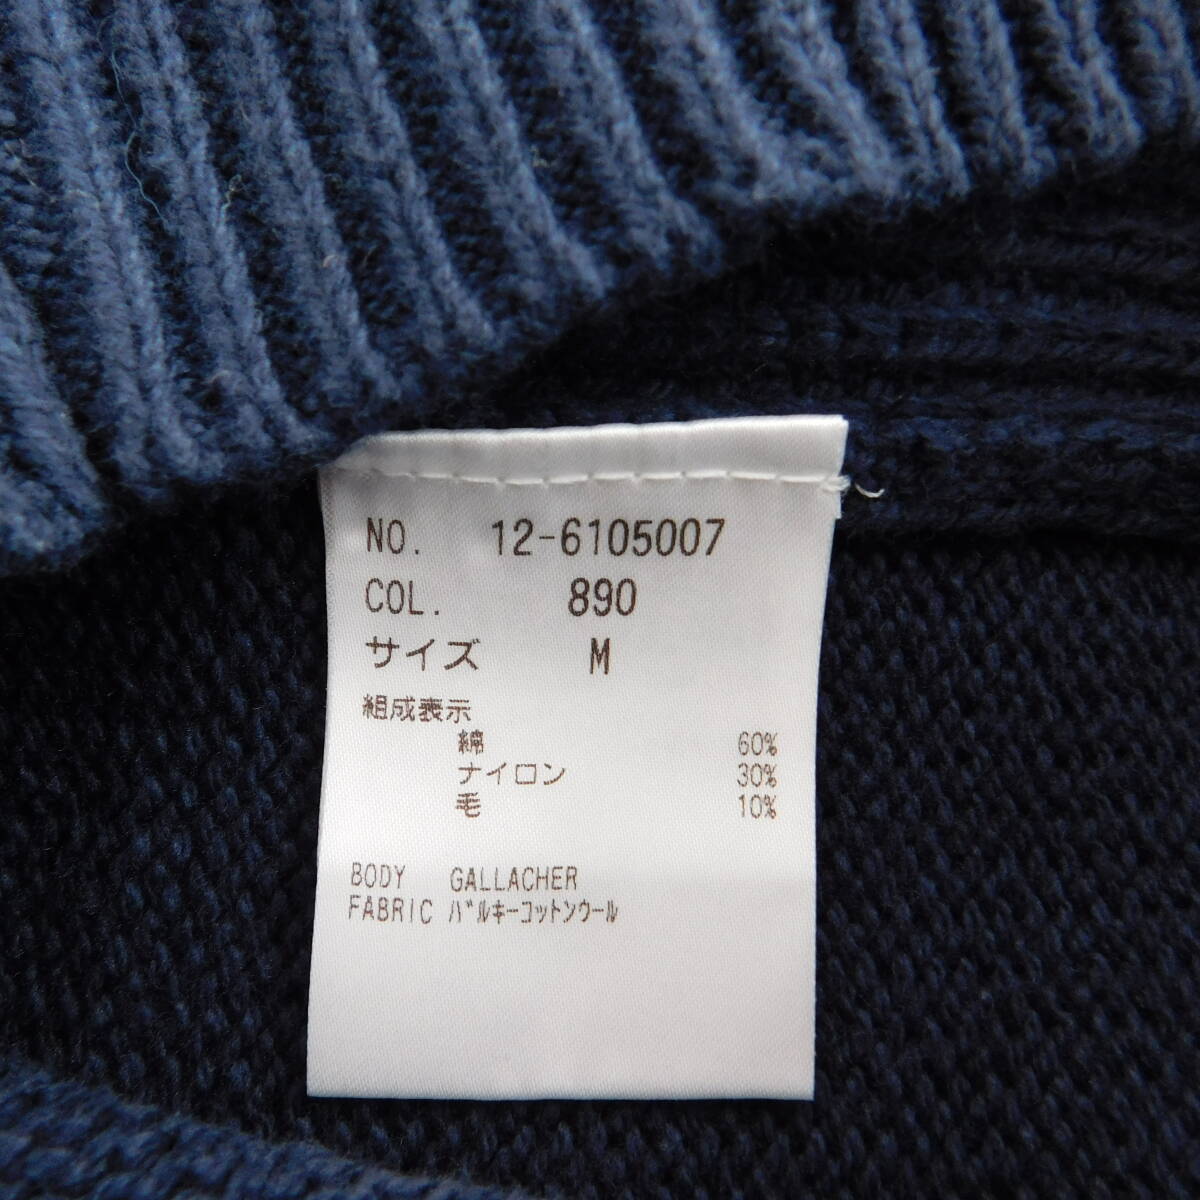 NO. 12-6105007
COL. 890
サイズ M
組成表示
綿 60%
ナイロン 30%
毛 10%
BODY GALLACHER
FABRIC ﾊﾞﾙｷｰｺｯﾄﾝｳｰﾙ